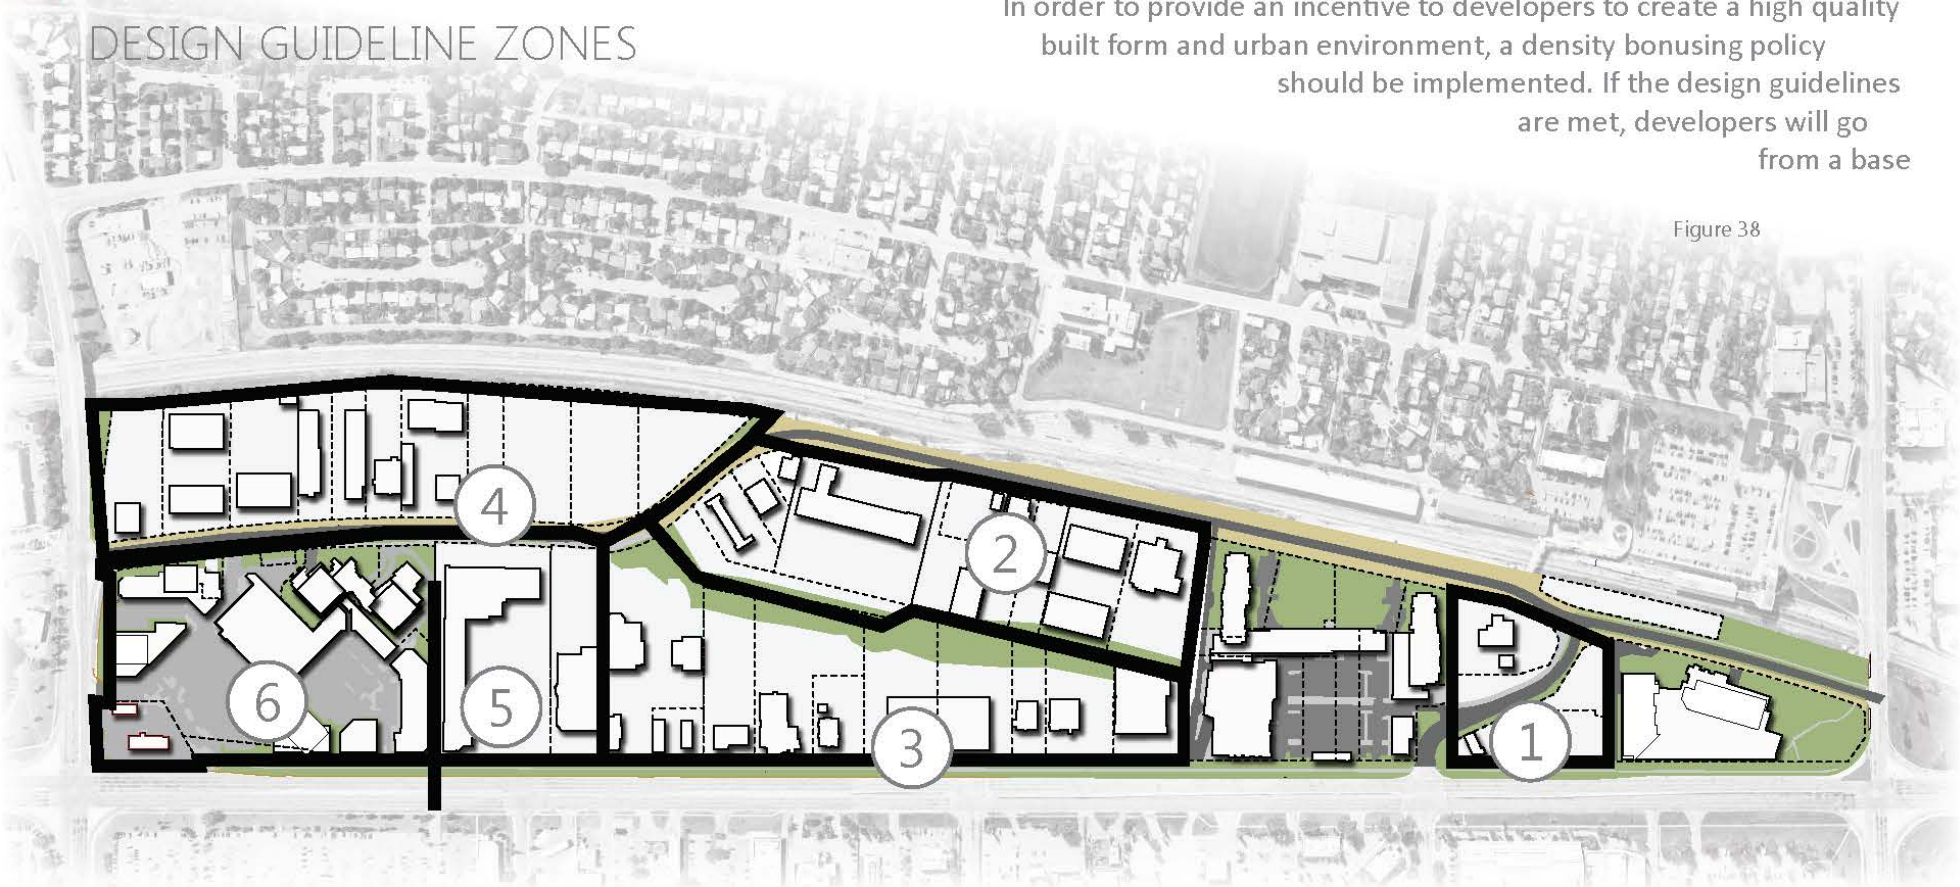 DESIGN GUIDELINE ZONES
In order to provide an incentive to developers to create a high quality
built form and urban environment, a density bonusing policy
should be implemented. If the design guidelines
are met, developers will go
from a base
Figure 38
4
2
6
5
3
1